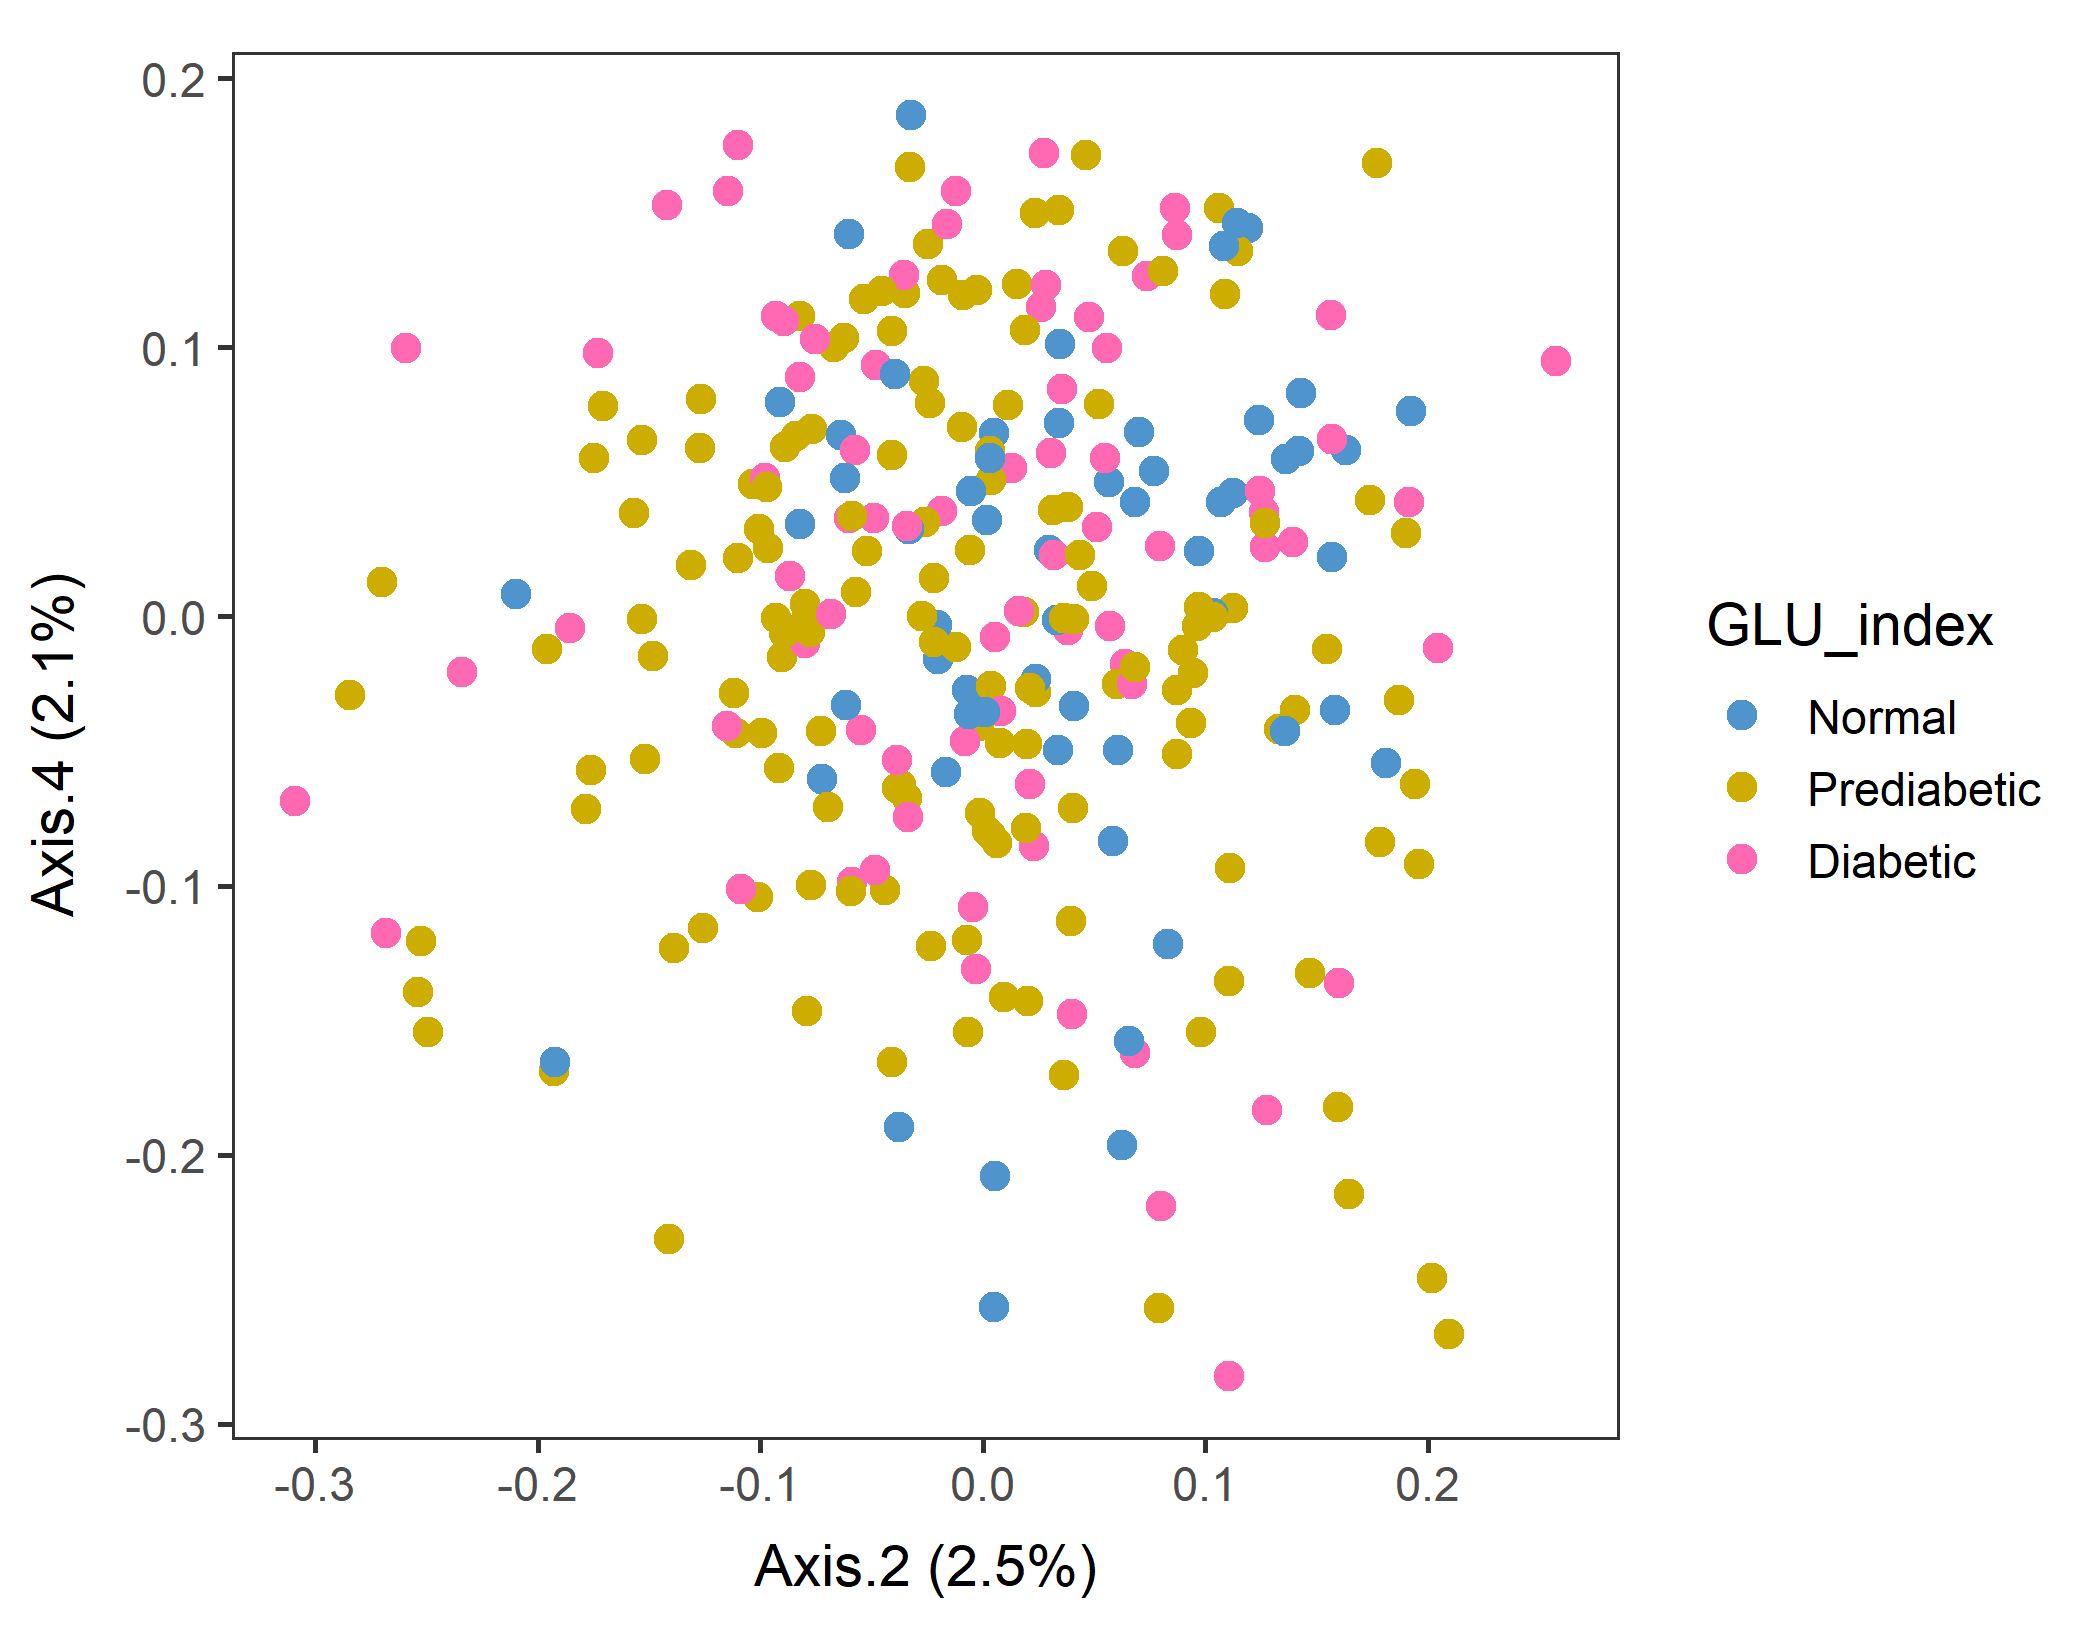 0.2
0.1
0.0
-0.1
-0.2
-0.3
Axis.4 (2.1%)
-0.3 -0.2 -0.1 0.0 0.1 0.2
Axis.2 (2.5%)
GLU_index
Normal
Prediabetic
Diabetic